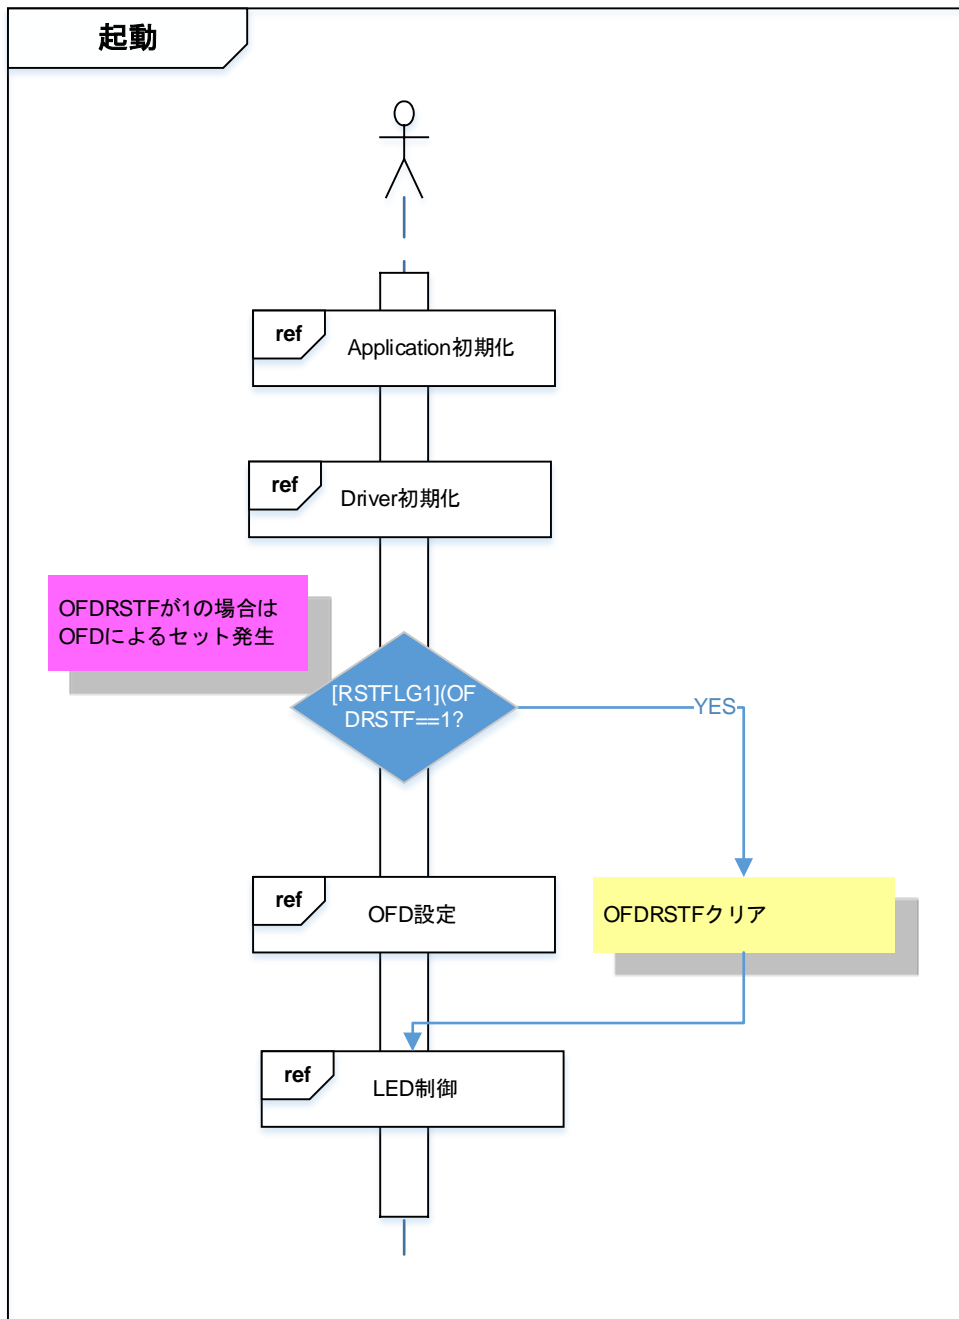 起動
ref
Application初期化
ref
Driver初期化
OFDRSTFが1の場合は
OFDによるセット発生
[RSTFLG1](OF
DRSTF==1?
YES
ref
OFD設定
OFDRSTFクリア
ref
LED制御